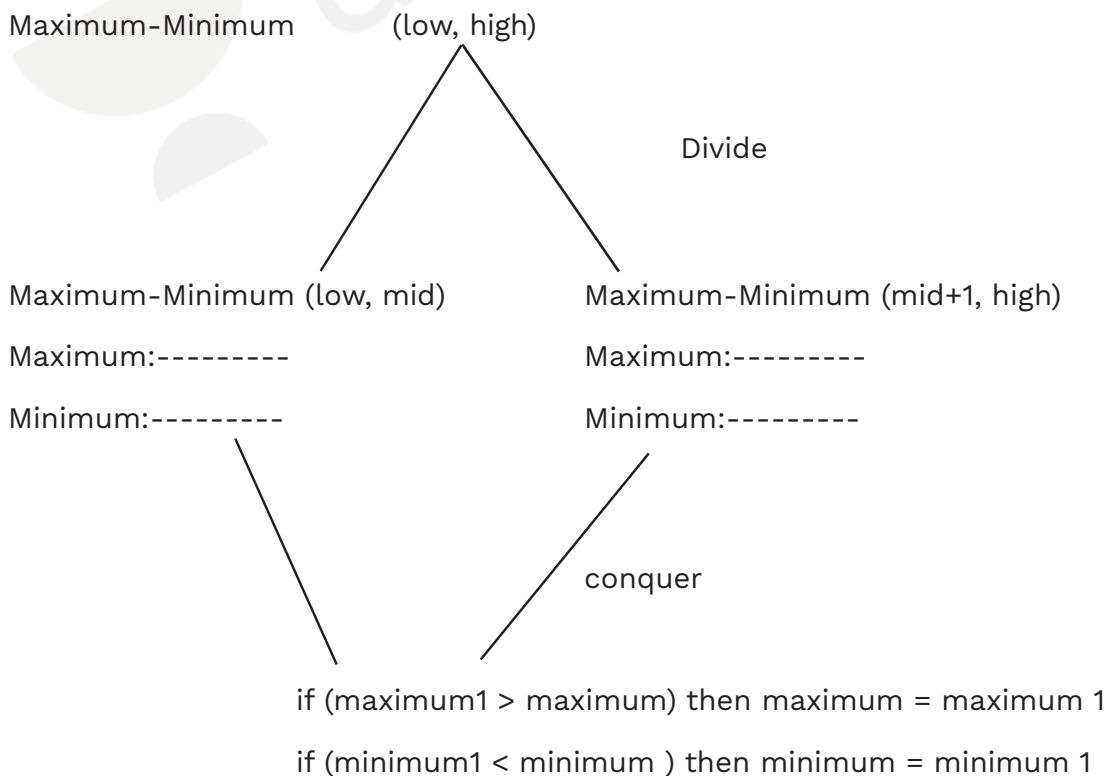 Maximum-Minimum (low, high)
Divide
Maximum-Minimum (low, mid) Maximum-Minimum (mid+1, high)
Maximum:--------- Maximum:---------
Minimum:--------- Minimum:---------
conquer
if (maximum1 > maximum) then maximum = maximum 1
if (minimum1 < minimum ) then minimum = minimum 1